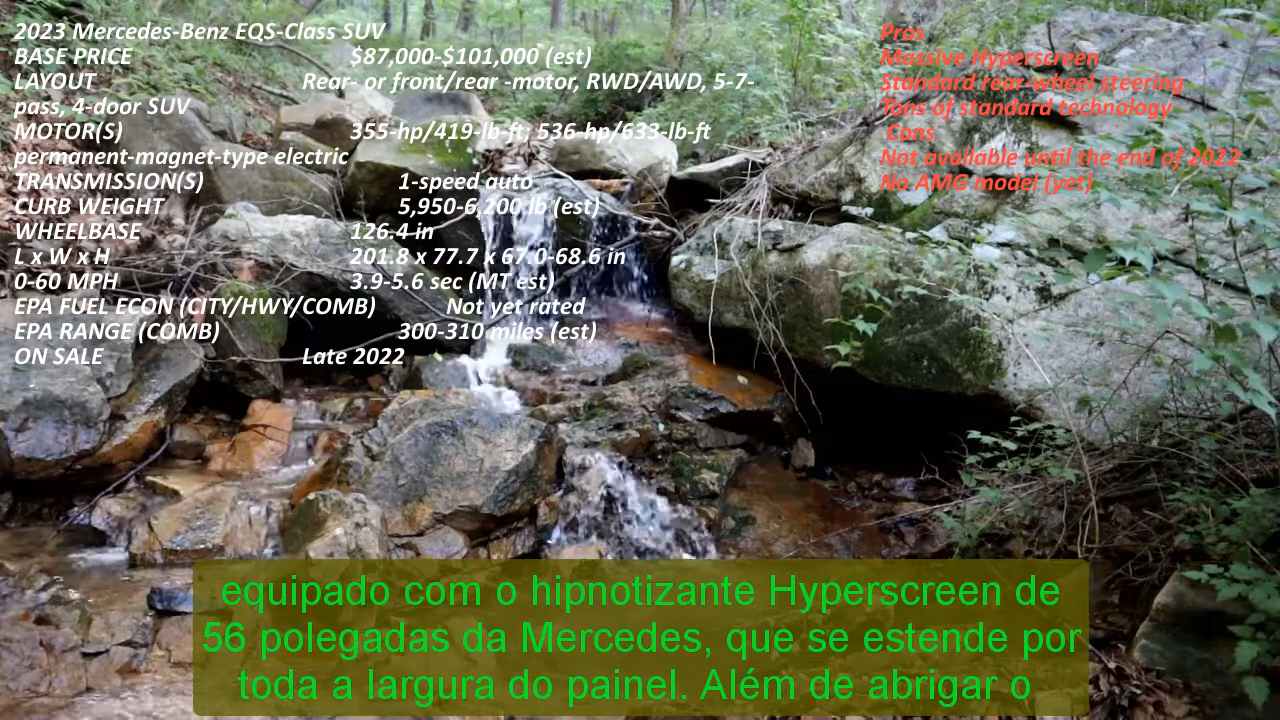 2023 Mercedes-Benz EQS-Class SUV
BASE PRICE $87,000-$101,000 (est)
LAYOUT Rear- or front/rear -motor, RWD/AWD, 5-7-
pass, 4-door SUV
MOTOR(S) 355-hp/419-lb-ft; 536-hp/633-lb-ft
permanent-magnet-type electric
TRANSMISSION(S) 1-speed auto
CURB WEIGHT 5,950-6,200 lb (est)
WHEELBASE 126.4 in
L x W x H 201.8 x 77.7 x 67.0-68.6 in
0-60 MPH 3.9-5.6 sec (MT est)
EPA FUEL ECON (CITY/HWY/COMB) Not yet rated
EPA RANGE (COMB) 300-310 miles (est)
ON SALE Late 2022
Pros
Massive Hyperscreen
Standard rear-wheel steering
Tons of standard technology
Cons
Not available until the end of 2022
No AMG model (yet)
equipado com o hipnotizante Hyperscreen de
56 polegadas da Mercedes, que se estende por
toda a largura do painel. Além de abrigar o